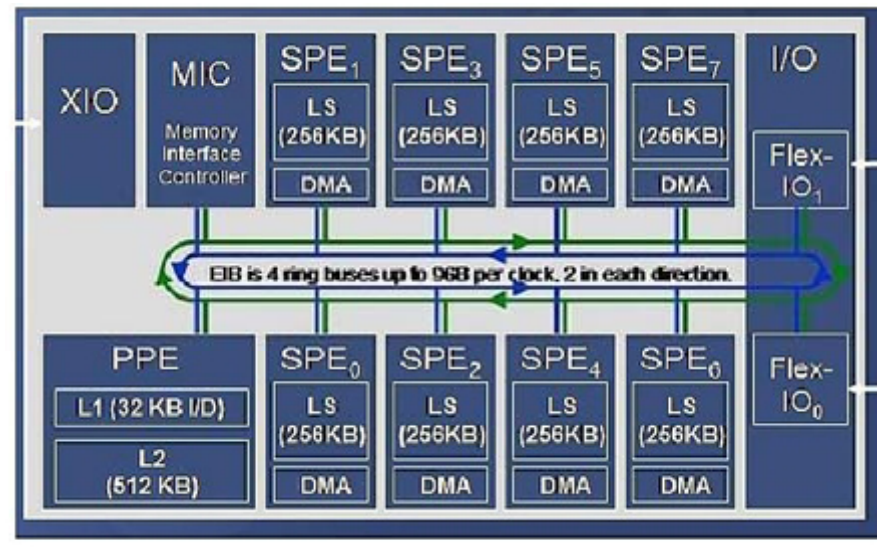 XIO
MIC
Memory
Interface
Controller
SPE1
LS
(256KB)
DMA
SPE3
LS
(256KB)
DMA
SPE5
LS
(256KB)
DMA
SPE7
LS
(256KB)
DMA
I/O
Flex-
IO1
EIB is 4 ring buses up to 96B per clock, 2 in each direction.
PPE
L1 (32 KB I/D)
L2
(512 KB)
SPE0
LS
(256KB)
DMA
SPE2
LS
(256KB)
DMA
SPE4
LS
(256KB)
DMA
SPE6
LS
(256KB)
DMA
Flex-
IO0